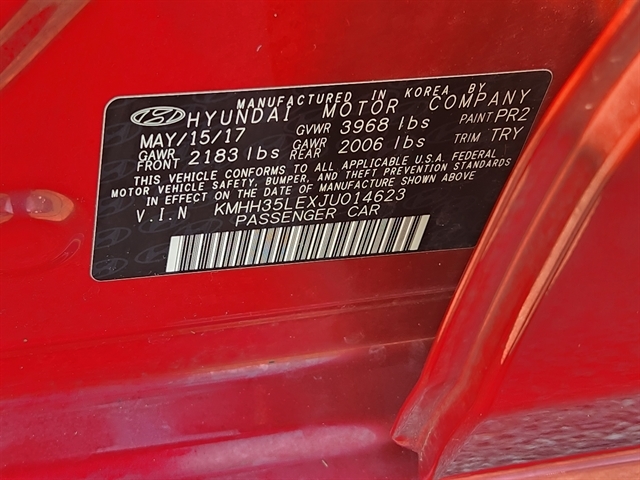 MANUFACTURED IN KOREA BY
HYUNDAI MOTOR COMPANY
MAY/15/17 GVWR 3968 lbs PAINT PR2
GAWR FRONT 2183 lbs GAWR REAR 2006 lbs TRIM TRY
THIS VEHICLE CONFORMS TO ALL APPLICABLE U.S.A. FEDERAL
MOTOR VEHICLE SAFETY, BUMPER, AND THEFT PREVENTION STANDARDS
IN EFFECT ON THE DATE OF MANUFACTURE SHOWN ABOVE
V.I.N KMHH35LEXJU014623
PASSENGER CAR